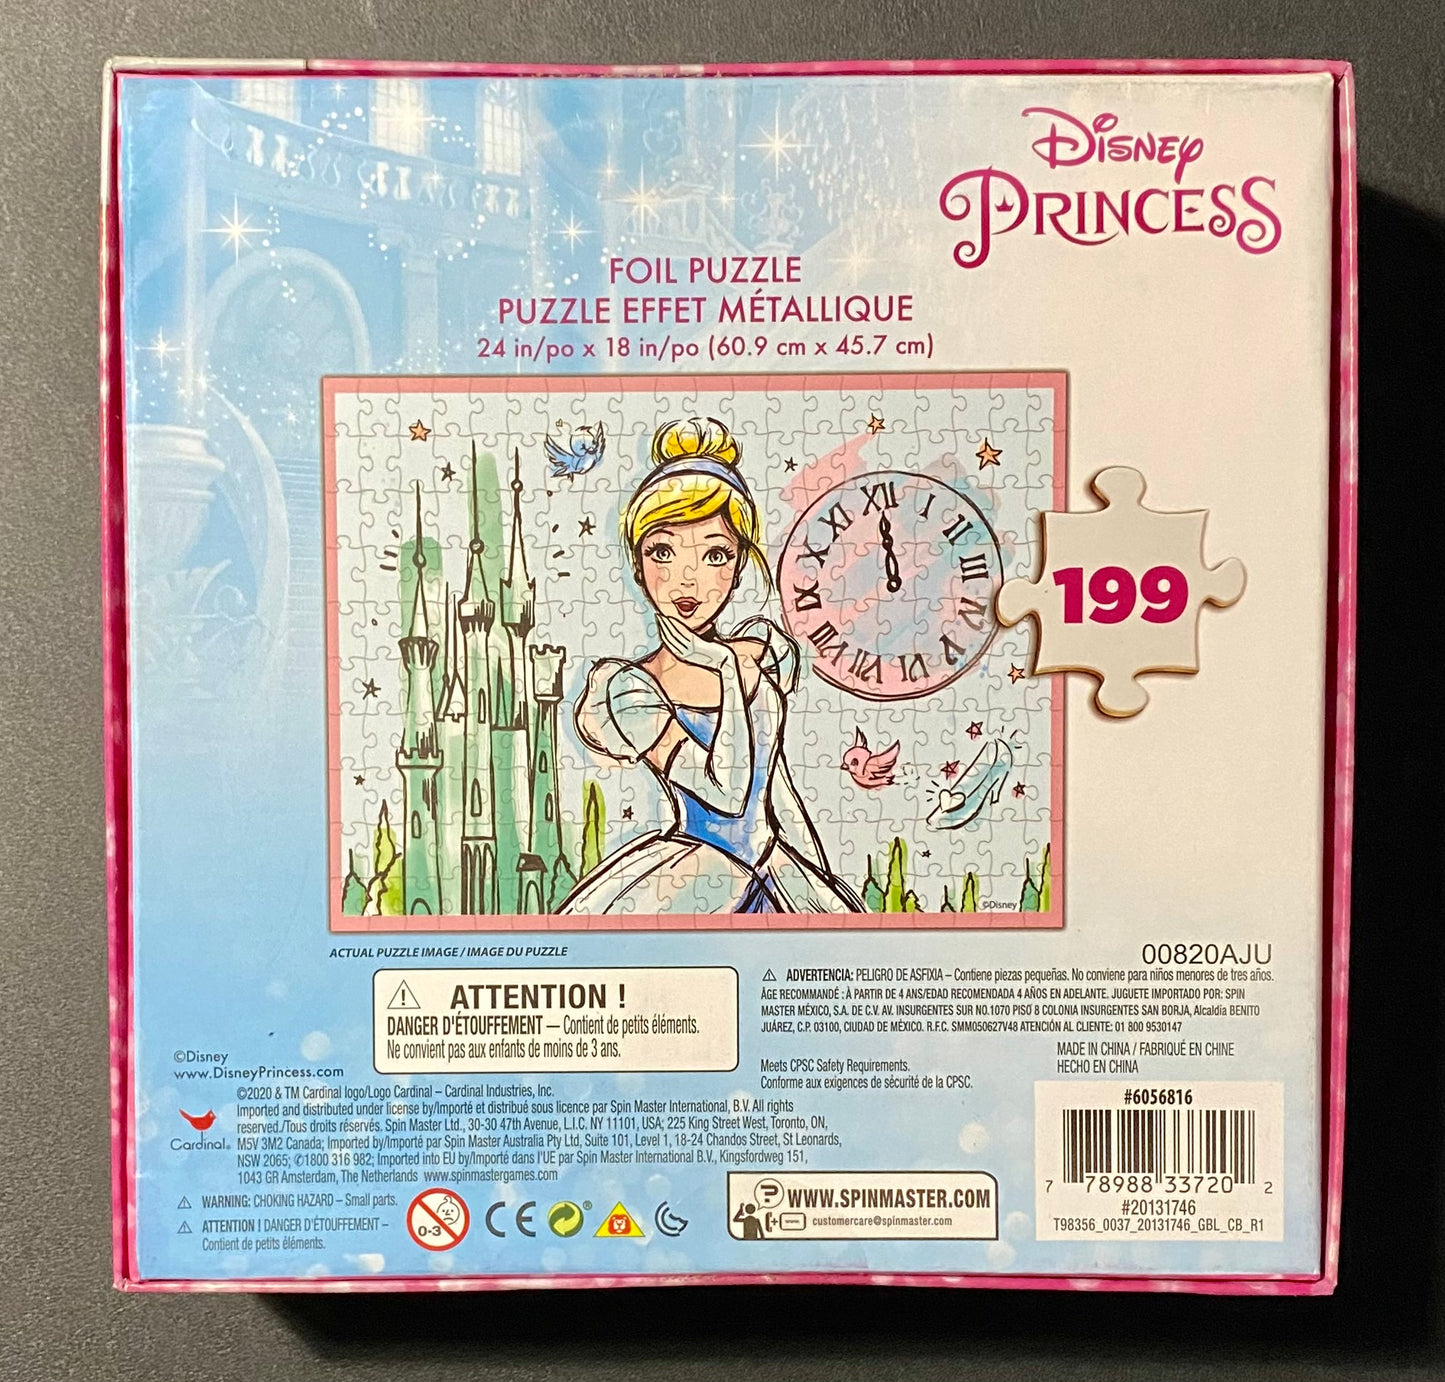 Disney
PRINCESS
FOIL PUZZLE
PUZZLE EFFET MÉTALLIQUE
24 in/po x 18 in/po (60.9 cm x 45.7 cm)
XII
I
II
III
IV
V
VI
VII
VIII
IX
X
XI
199
©Disney
ACTUAL PUZZLE IMAGE / IMAGE DU PUZZLE
00820AJU
ATTENTION !
DANGER D'ÉTOUFFEMENT — Contient de petits éléments.
Ne convient pas aux enfants de moins de 3 ans.
ADVERTENCIA: PELIGRO DE ASFIXIA – Contiene piezas pequeñas. No conviene para niños menores de tres años.
ÂGE RECOMMANDÉ : À PARTIR DE 4 ANS/EDAD RECOMENDADA 4 AÑOS EN ADELANTE. JUGUETE IMPORTADO POR: SPIN
MASTER MÉXICO, S.A. DE C.V. AV. INSURGENTES SUR NO.1070 PISO 8 COLONIA INSURGENTES SAN BORJA, Alcaldía BENITO
JUÁREZ, C.P. 03100, CIUDAD DE MÉXICO. R.F.C. SMM050627V48 ATENCIÓN AL CLIENTE: 01 800 9530147
Meets CPSC Safety Requirements.
Conforme aux exigences de sécurité de la CPSC.
MADE IN CHINA / FABRIQUÉ EN CHINE
HECHO EN CHINA
©Disney
www.DisneyPrincess.com
Cardinal®
©2020 & TM Cardinal logo/Logo Cardinal – Cardinal Industries, Inc.
Imported and distributed under license by/Importé et distribué sous licence par Spin Master International, B.V. All rights
reserved./Tous droits réservés. Spin Master Ltd., 30-30 47th Avenue, L.I.C. NY 11101, USA; 225 King Street West, Toronto, ON,
M5V 3M2 Canada; Imported by/Importé par Spin Master Australia Pty Ltd, Suite 101, Level 1, 18-24 Chandos Street, St Leonards,
NSW 2065; ✆1800 316 982; Imported into EU by/Importé dans l'UE par Spin Master International B.V., Kingsfordweg 151,
1043 GR Amsterdam, The Netherlands www.spinmastergames.com
WARNING: CHOKING HAZARD – Small parts.
ATTENTION ! DANGER D'ÉTOUFFEMENT –
Contient de petits éléments.
0-3
CE
WWW.SPINMASTER.COM
customercare@spinmaster.com
#6056816
7 78988 33720 2
#20131746
T98356_0037_20131746_GBL_CB_R1